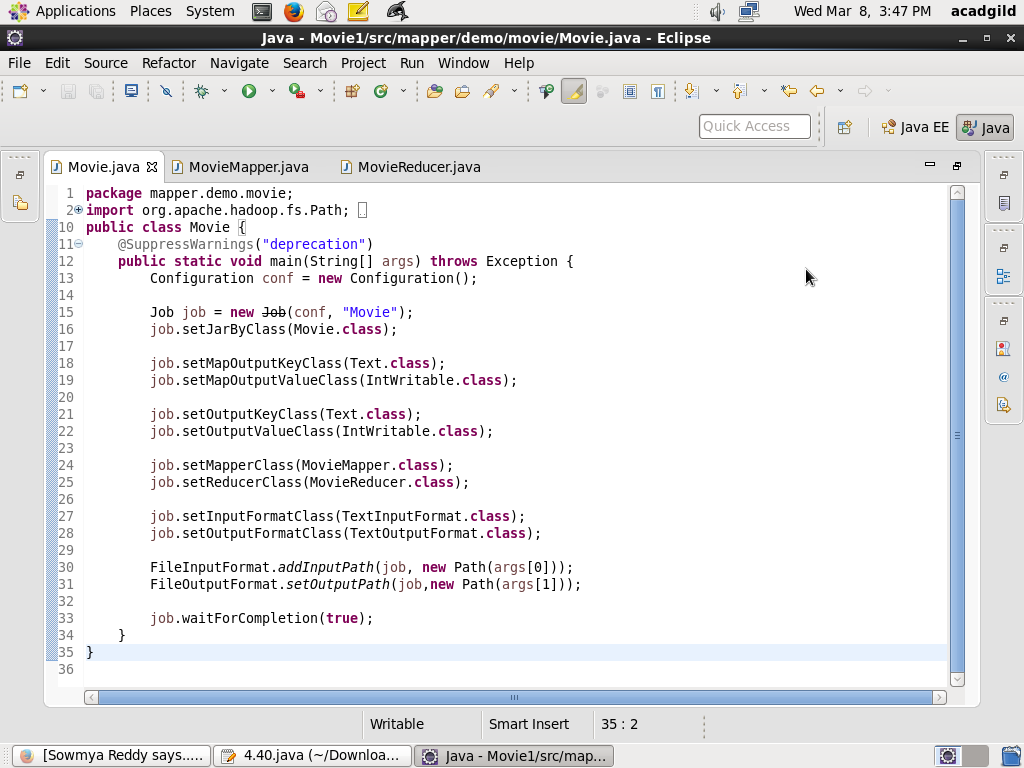 Applications Places System Wed Mar 8, 3:47 PM acadgild
Java - Movie1/src/mapper/demo/movie/Movie.java - Eclipse
File Edit Source Refactor Navigate Search Project Run Window Help
Quick Access Java EE Java
Movie.java MovieMapper.java MovieReducer.java
1 package mapper.demo.movie;
2 import org.apache.hadoop.fs.Path;
10 public class Movie {
11 @SuppressWarnings("deprecation")
12 public static void main(String[] args) throws Exception {
13 Configuration conf = new Configuration();
14
15 Job job = new Job(conf, "Movie");
16 job.setJarByClass(Movie.class);
17
18 job.setMapOutputKeyClass(Text.class);
19 job.setMapOutputValueClass(IntWritable.class);
20
21 job.setOutputKeyClass(Text.class);
22 job.setOutputValueClass(IntWritable.class);
23
24 job.setMapperClass(MovieMapper.class);
25 job.setReducerClass(MovieReducer.class);
26
27 job.setInputFormatClass(TextInputFormat.class);
28 job.setOutputFormatClass(TextOutputFormat.class);
29
30 FileInputFormat.addInputPath(job, new Path(args[0]));
31 FileOutputFormat.setOutputPath(job,new Path(args[1]));
32
33 job.waitForCompletion(true);
34 }
35 }
36
Writable Smart Insert 35 : 2
[Sowmya Reddy says..... 4.40.java (~/Downloa... Java - Movie1/src/map...